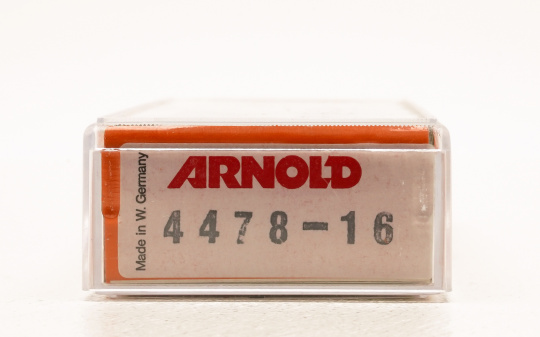 ARNOLD
4478-16
Made in W. Germany